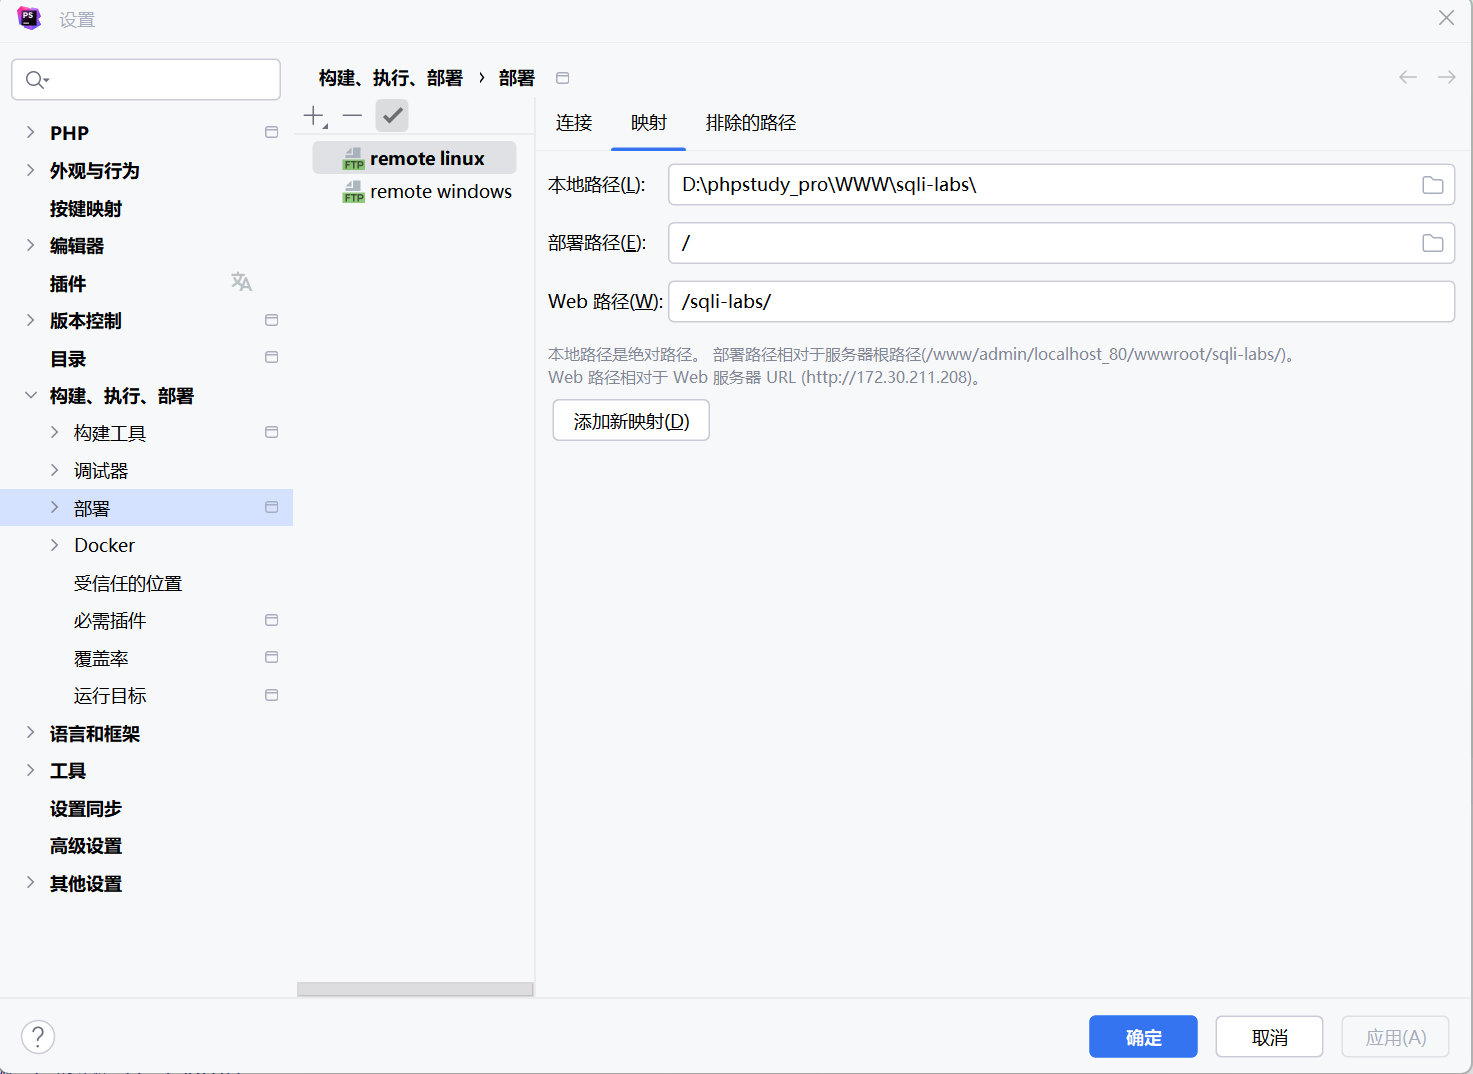 PS
设置
构建、执行、部署 › 部署
PHP
外观与行为
按键映射
编辑器
插件
版本控制
目录
构建、执行、部署
构建工具
调试器
部署
Docker
受信任的位置
必需插件
覆盖率
运行目标
语言和框架
工具
设置同步
高级设置
其他设置
FTP remote linux
FTP remote windows
连接 映射 排除的路径
本地路径(L): D:\phpstudy_pro\WWW\sqli-labs\
部署路径(E): /
Web 路径(W): /sqli-labs/
本地路径是绝对路径。 部署路径相对于服务器根路径(/www/admin/localhost_80/wwwroot/sqli-labs/)。
Web 路径相对于 Web 服务器 URL (http://172.30.211.208)。
添加新映射(D)
?
确定 取消 应用(A)